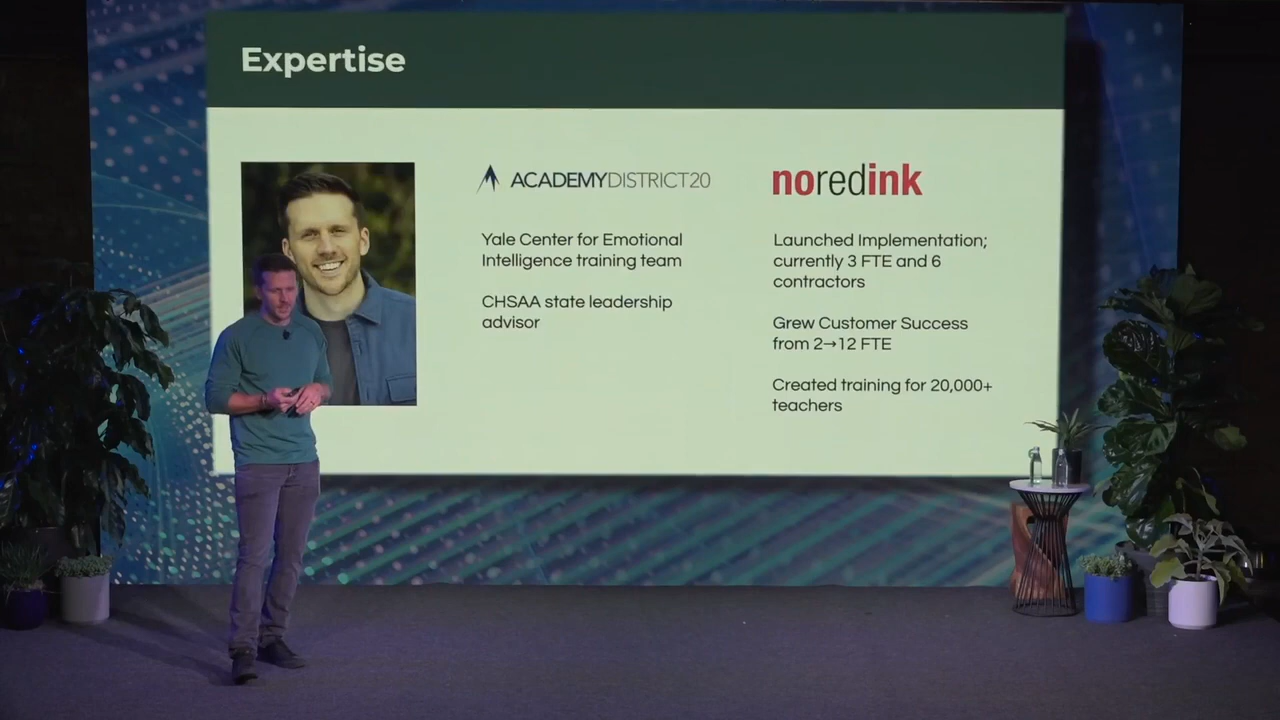 Expertise
ACADEMYDISTRICT20
Yale Center for Emotional
Intelligence training team
CHSAA state leadership
advisor
noredink
Launched Implementation;
currently 3 FTE and 6
contractors
Grew Customer Success
from 2→12 FTE
Created training for 20,000+
teachers